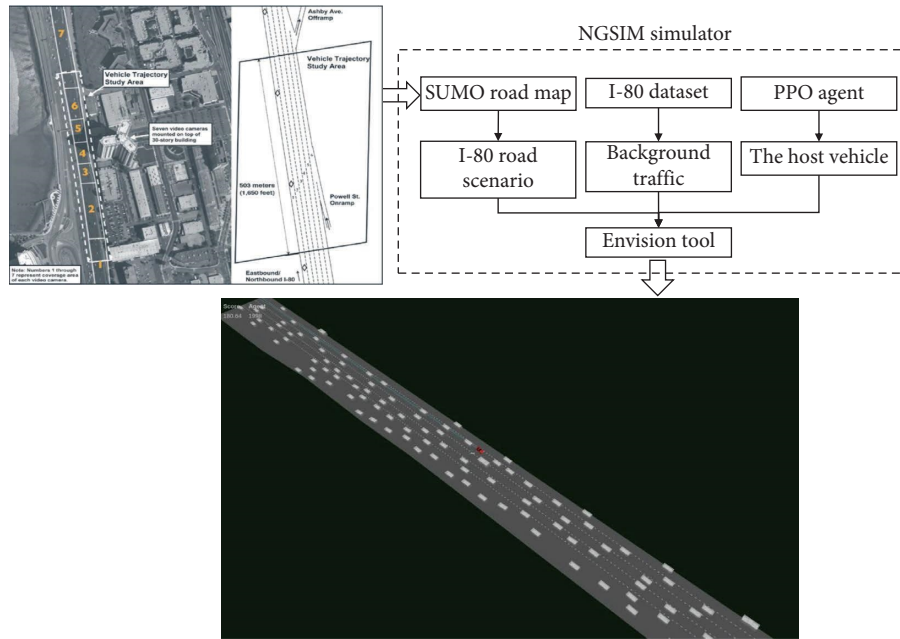 7
Vehicle Trajectory
Study Area
6
5
4
3
2
1
Seven video cameras
mounted on top of
30-story building
Note: Numbers 1 through
7 represent coverage area
of each video camera.
Ashby Ave.
Offramp
Vehicle Trajectory
Study Area
503 meters
(1,650 feet)
Powell St.
Onramp
Eastbound/
Northbound I-80
NGSIM simulator
SUMO road map
I-80 dataset
PPO agent
I-80 road
scenario
Background
traffic
The host vehicle
Envision tool
Score